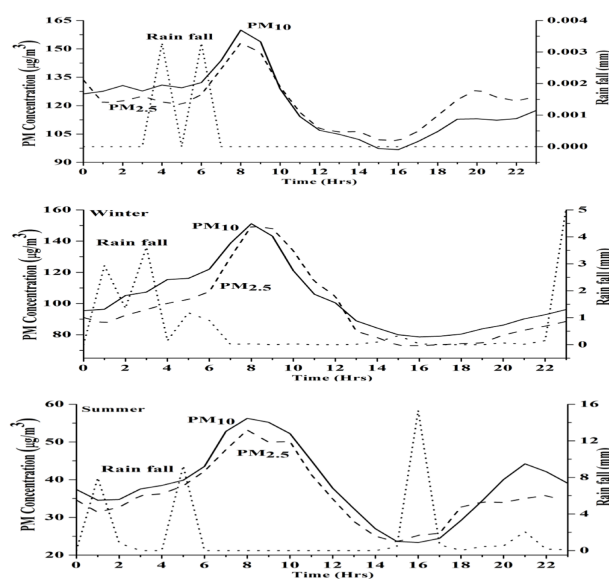 165
150
135
120
105
90
PM Concentration (µg/m³)
Rain fall
PM10
PM2.5
0.004
0.003
0.002
0.001
0.000
Rain fall (mm)
0 2 4 6 8 10 12 14 16 18 20 22
Time (Hrs)
160
140
120
100
80
PM Concentration (µg/m³)
Winter
Rain fall
PM10
PM2.5
5
4
3
2
1
0
Rain fall (mm)
0 2 4 6 8 10 12 14 16 18 20 22
Time (Hrs)
60
50
40
30
20
PM Concentration (µg/m³)
Summer
Rain fall
PM10
PM2.5
16
12
8
4
0
Rain fall (mm)
0 2 4 6 8 10 12 14 16 18 20 22
Time (Hrs)